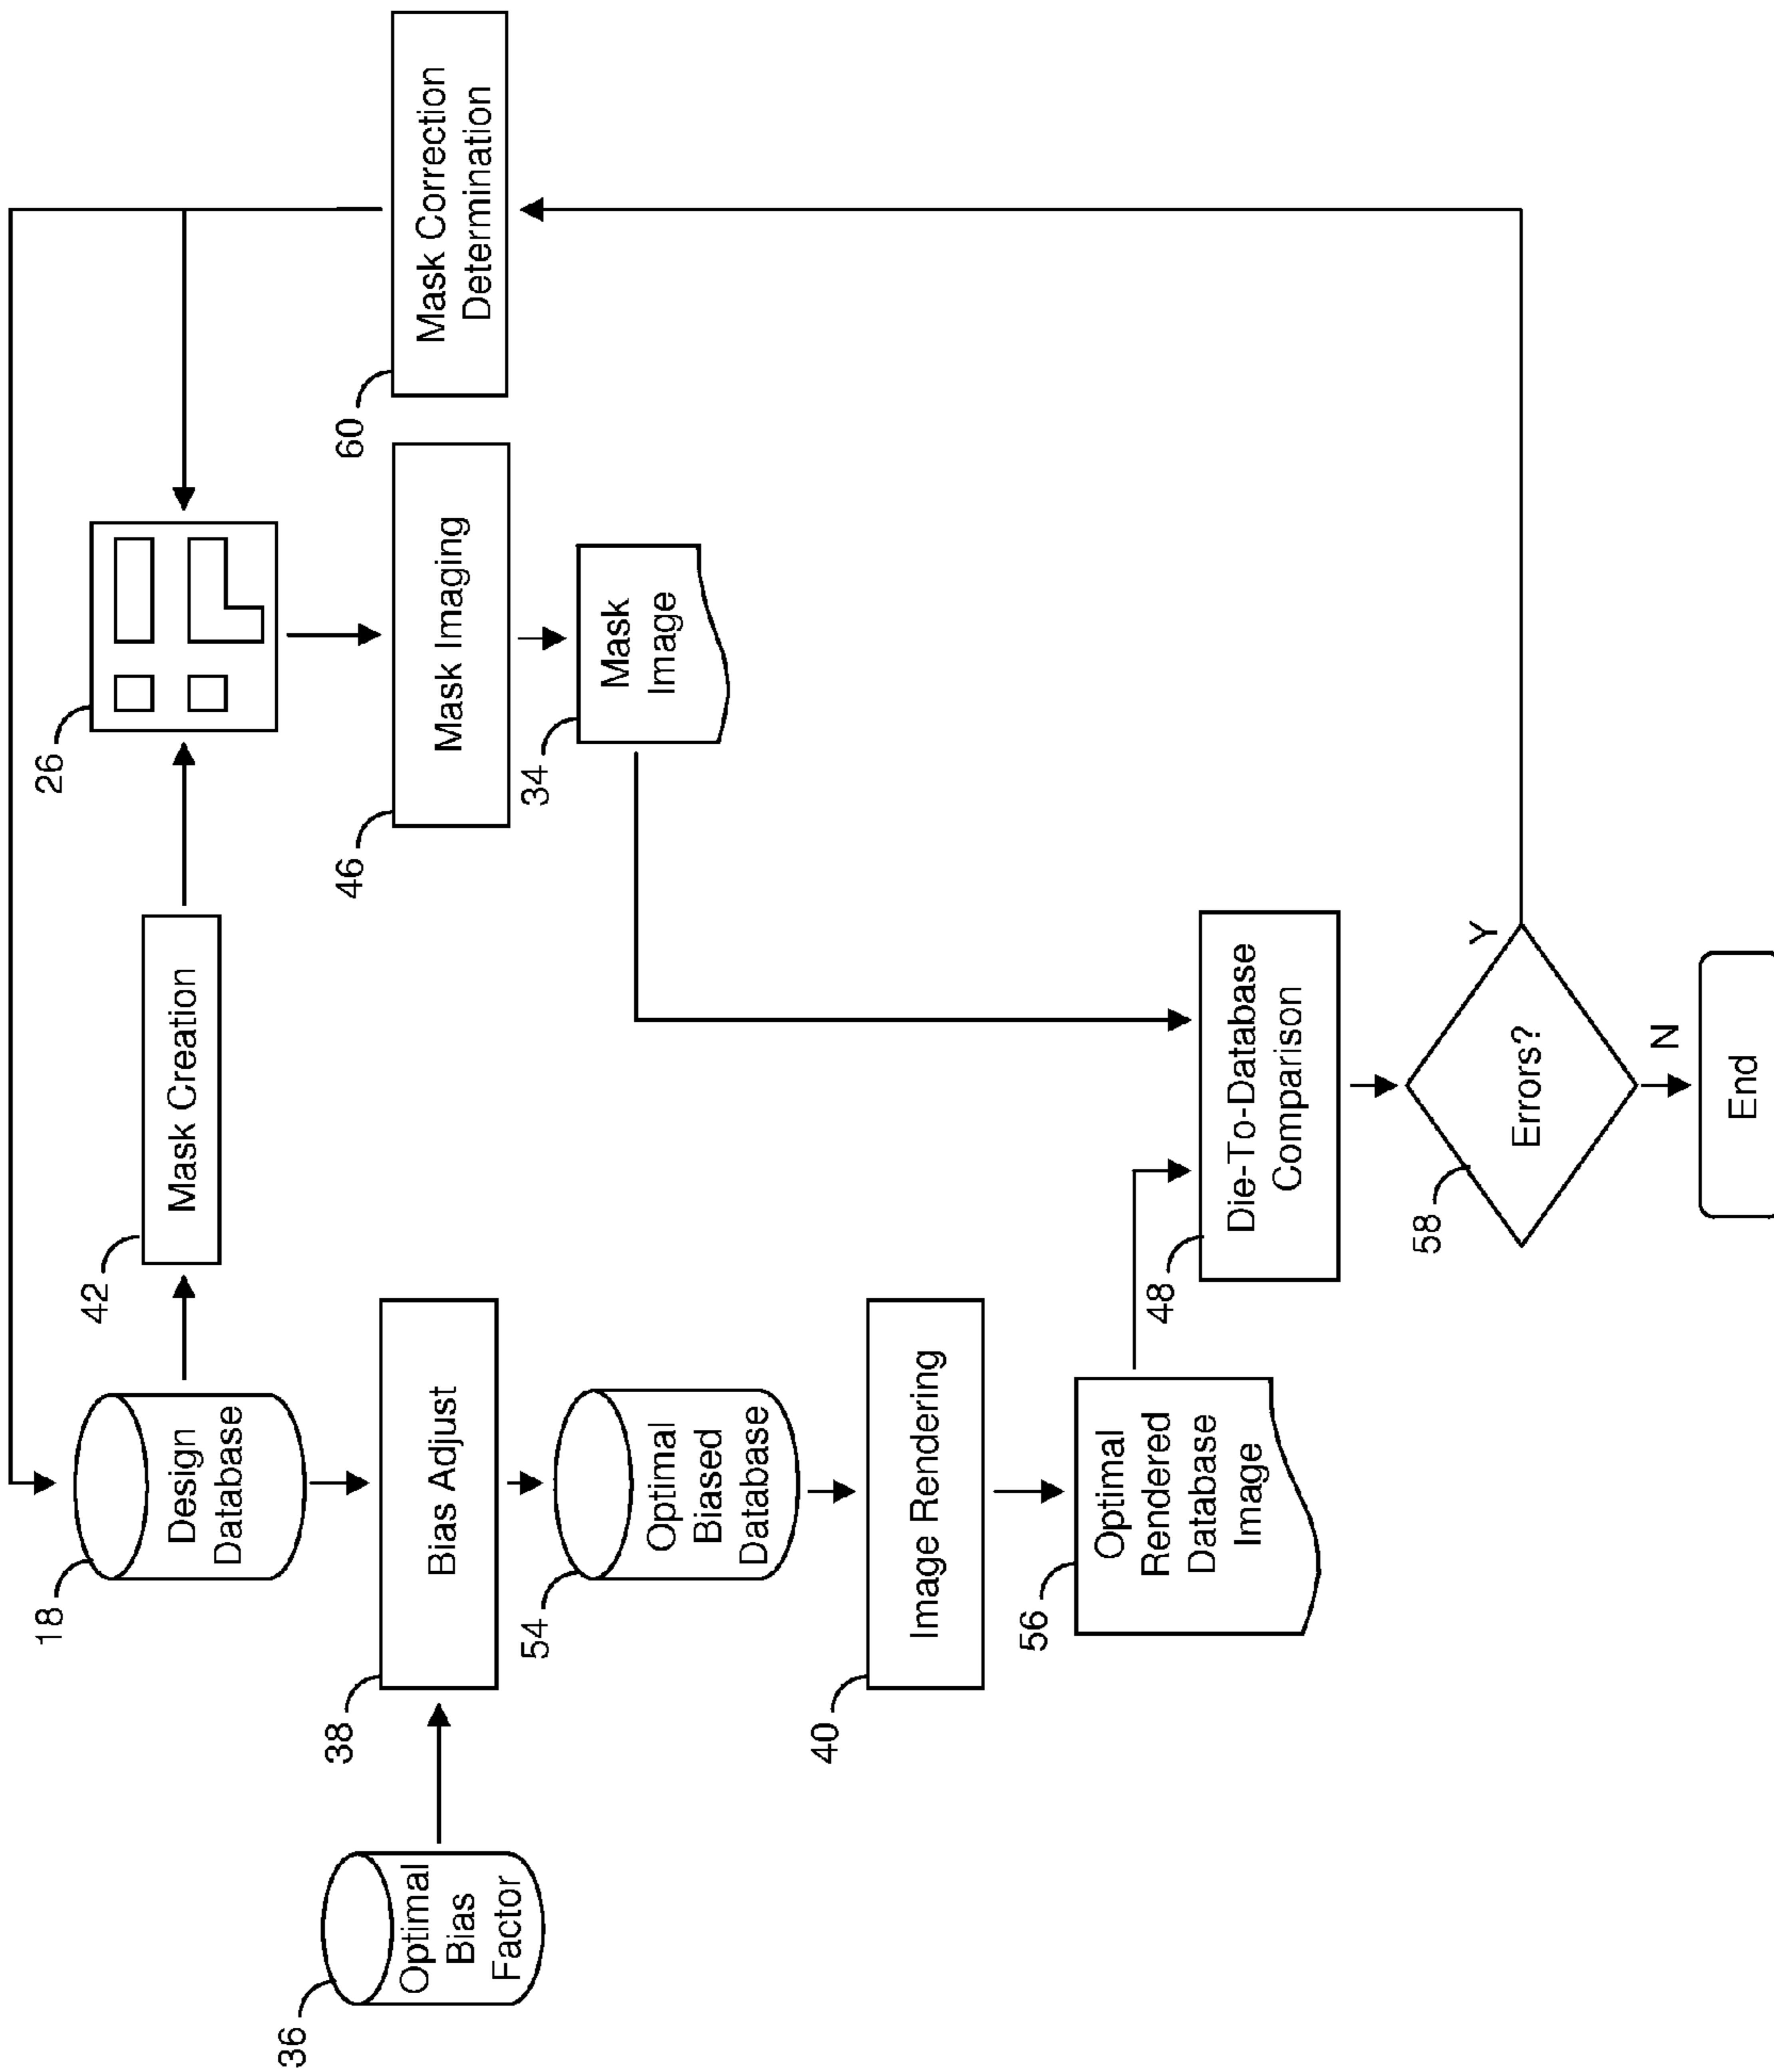 18
Design
Database
42
Mask Creation
26
36
Optimal
Bias
Factor
38
Bias Adjust
46
Mask Imaging
60
Mask Correction
Determination
54
Optimal
Biased
Database
34
Mask
Image
40
Image Rendering
56
Optimal
Rendered
Database
Image
48
Die-To-Database
Comparison
58
Errors?
Y
N
End